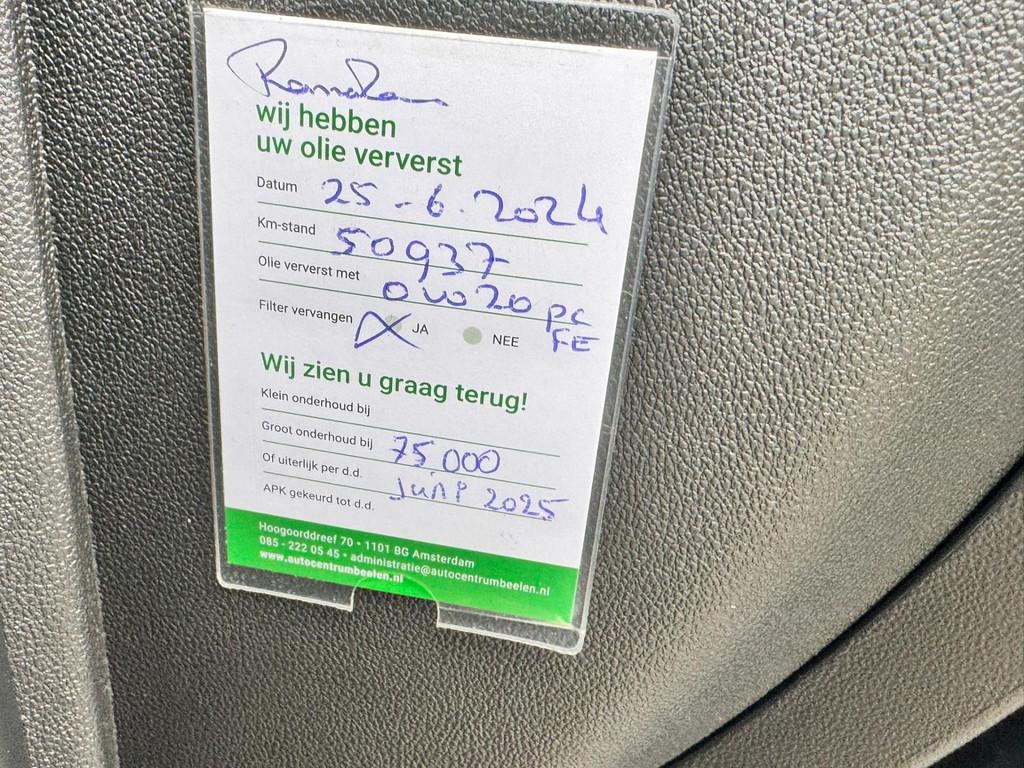 wij hebben
uw olie ververst
Datum 25-6-2024
Km-stand 50937
Olie ververst met 0W20 pc
FE
Filter vervangen X JA NEE
Wij zien u graag terug!
Klein onderhoud bij
Groot onderhoud bij 75 000
Of uiterlijk per d.d. Juni 2025
APK gekeurd tot d.d.
Hoogoorddreef 70 • 1101 BG Amsterdam
085 - 222 05 45 • administratie@autocentrumbeelen.nl
www.autocentrumbeelen.nl